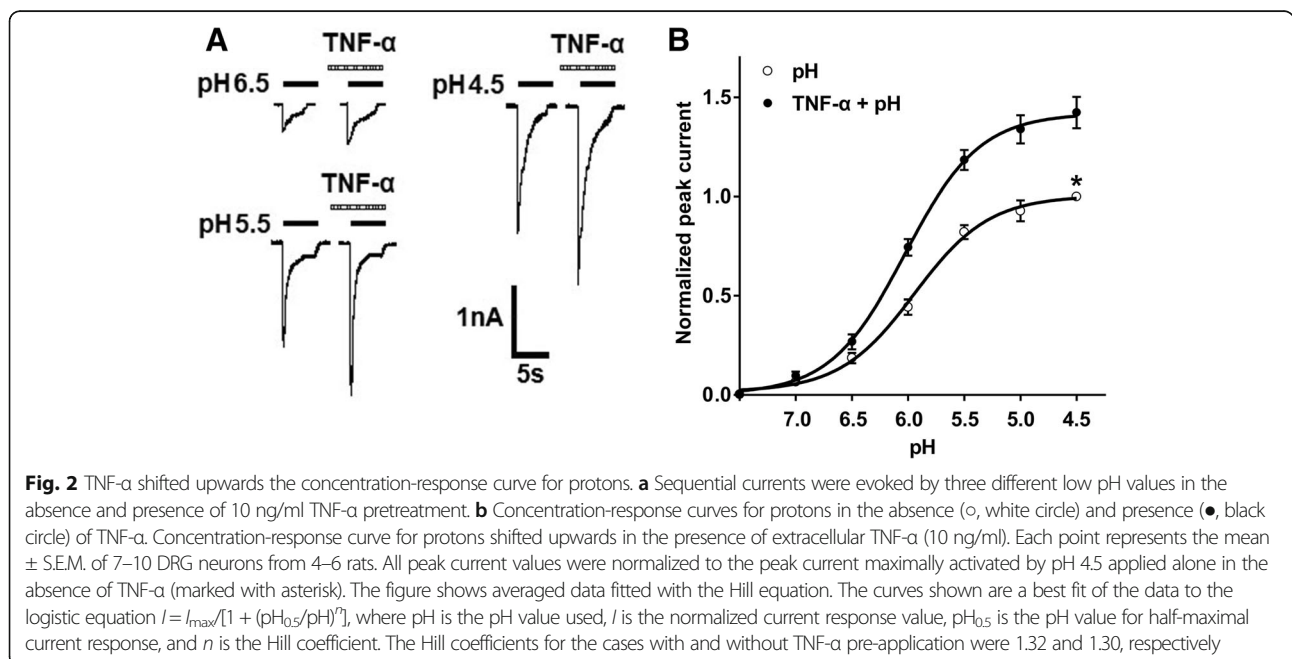 A
TNF-α
pH 6.5
TNF-α
pH 4.5
TNF-α
pH 5.5
1nA
5s
B
○ pH
● TNF-α + pH
Normalized peak current
1.5
1.0
0.5
0.0
*
7.0 6.5 6.0 5.5 5.0 4.5
pH
Fig. 2 TNF-α shifted upwards the concentration-response curve for protons. a Sequential currents were evoked by three different low pH values in the
absence and presence of 10 ng/ml TNF-α pretreatment. b Concentration-response curves for protons in the absence (○, white circle) and presence (●, black
circle) of TNF-α. Concentration-response curve for protons shifted upwards in the presence of extracellular TNF-α (10 ng/ml). Each point represents the mean
± S.E.M. of 7–10 DRG neurons from 4–6 rats. All peak current values were normalized to the peak current maximally activated by pH 4.5 applied alone in the
absence of TNF-α (marked with asterisk). The figure shows averaged data fitted with the Hill equation. The curves shown are a best fit of the data to the
logistic equation I = Imax/[1 + (pH0.5/pH)n], where pH is the pH value used, I is the normalized current response value, pH0.5 is the pH value for half-maximal
current response, and n is the Hill coefficient. The Hill coefficients for the cases with and without TNF-α pre-application were 1.32 and 1.30, respectively